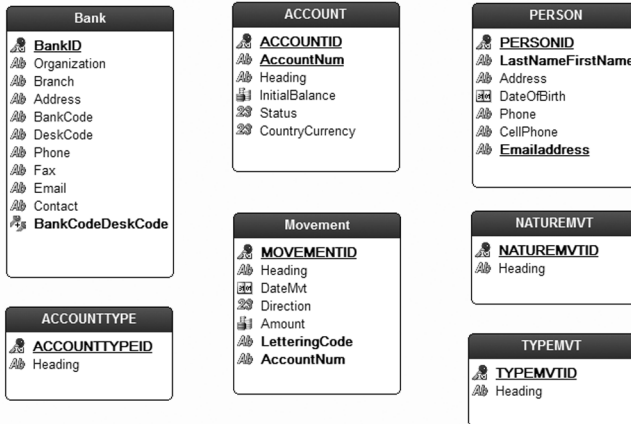 Bank
BankID
Organization
Branch
Address
BankCode
DeskCode
Phone
Fax
Email
Contact
BankCodeDeskCode
ACCOUNTTYPE
ACCOUNTTYPEID
Heading
ACCOUNT
ACCOUNTID
AccountNum
Heading
InitialBalance
Status
CountryCurrency
Movement
MOVEMENTID
Heading
DateMvt
Direction
Amount
LetteringCode
AccountNum
PERSON
PERSONID
LastNameFirstName
Address
DateOfBirth
Phone
CellPhone
Emailaddress
NATUREMVT
NATUREMVTID
Heading
TYPEMVT
TYPEMVTID
Heading